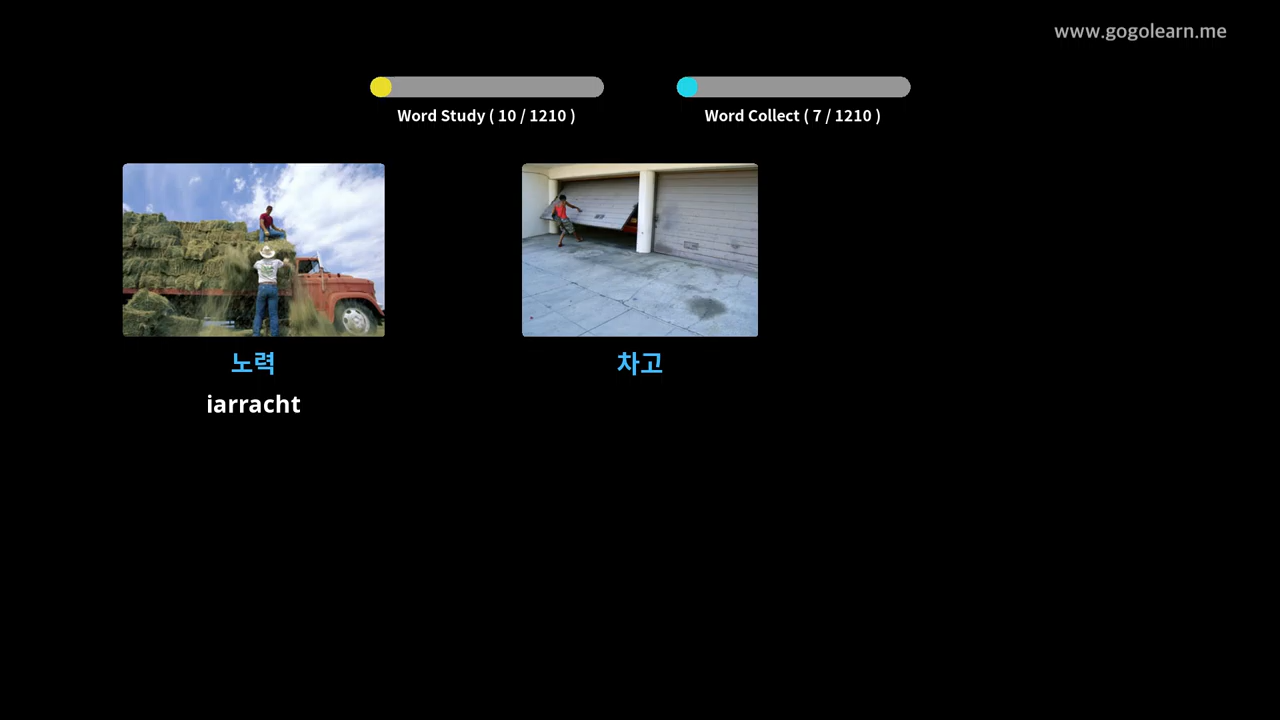 www.gogolearn.me
Word Study ( 10 / 1210 )
Word Collect ( 7 / 1210 )
노력
차고
iarracht